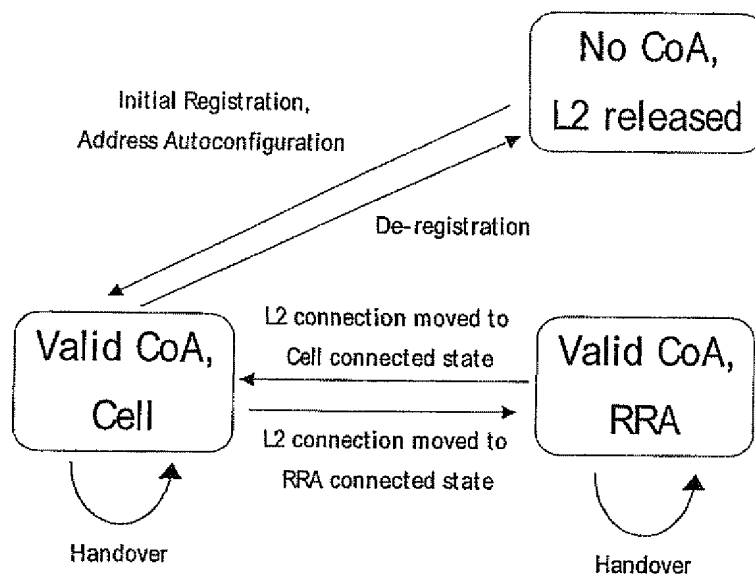 No CoA,
L2 released
Initial Registration,
Address Autoconfiguration
De-registration
L2 connection moved to
Cell connected state
Valid CoA,
Cell
Valid CoA,
RRA
L2 connection moved to
RRA connected state
Handover
Handover